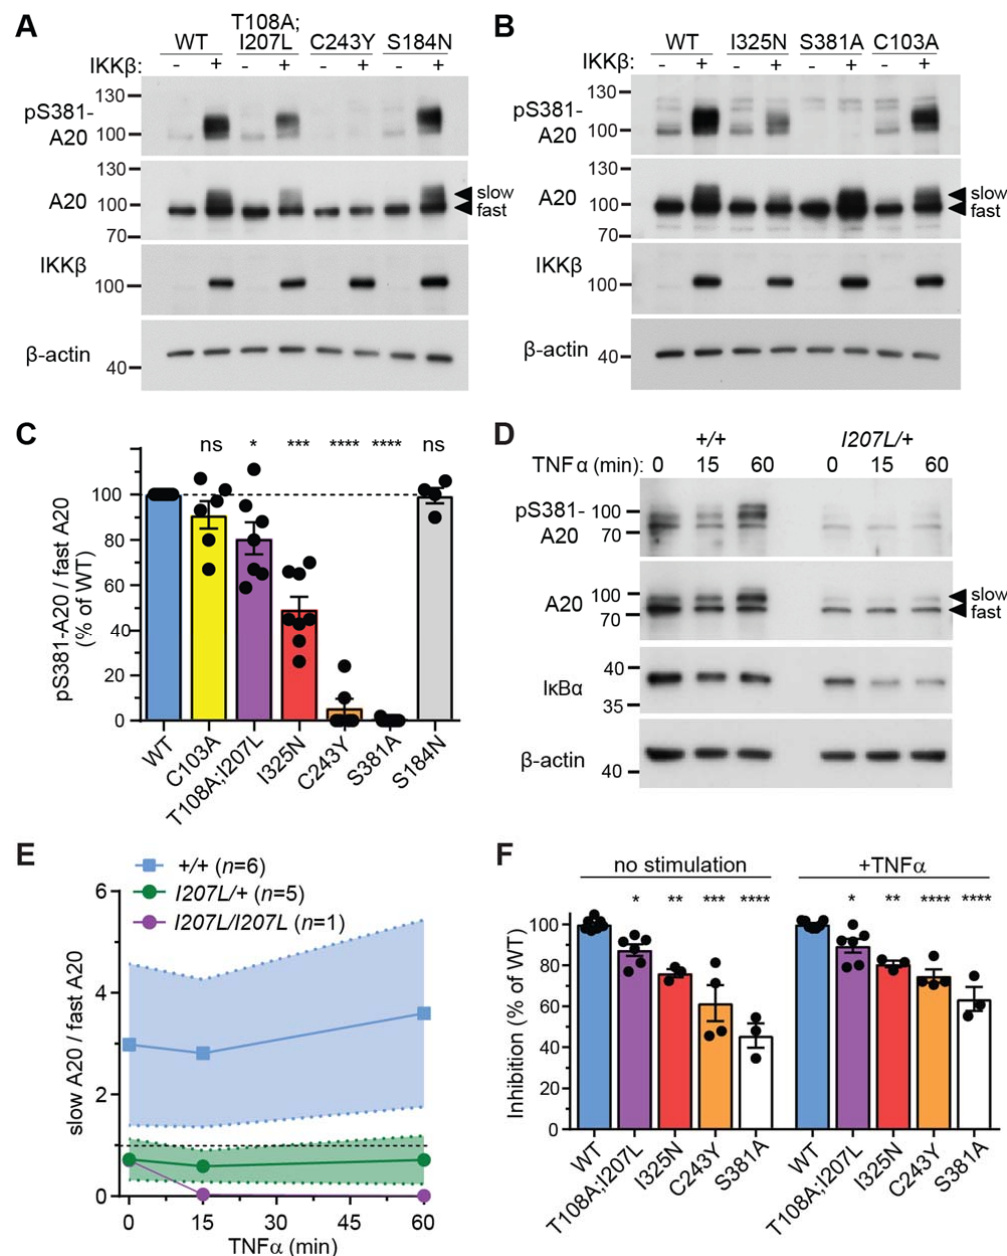 A
WT
T108A;
I207L
C243Y
S184N
IKKβ: - + - + - + - +
pS381-
A20
130
100
A20
130
100
70
slow
fast
IKKβ
100
β-actin
40
B
WT I325N S381A C103A
IKKβ: - + - + - + - +
pS381-
A20
130
100
A20
130
100
70
slow
fast
IKKβ
100
β-actin
40
C
ns * *** **** **** ns
pS381-A20 / fast A20
(% of WT)
100
80
60
40
20
0
WT
C103A
T108A;I207L
I325N
C243Y
S381A
S184N
D
+/+ I207L/+
TNFα (min): 0 15 60 0 15 60
pS381-
A20
100
70
A20
100
70
slow
fast
IκBα
40
35
β-actin
40
E
+/+ (n=6)
I207L/+ (n=5)
I207L/I207L (n=1)
slow A20 / fast A20
6
4
2
0
0 15 30 45 60
TNFα (min)
F
no stimulation +TNFα
* ** *** **** * ** **** ****
Inhibition (% of WT)
100
80
60
40
20
0
WT
T108A;I207L
I325N
C243Y
S381A
WT
T108A;I207L
I325N
C243Y
S381A